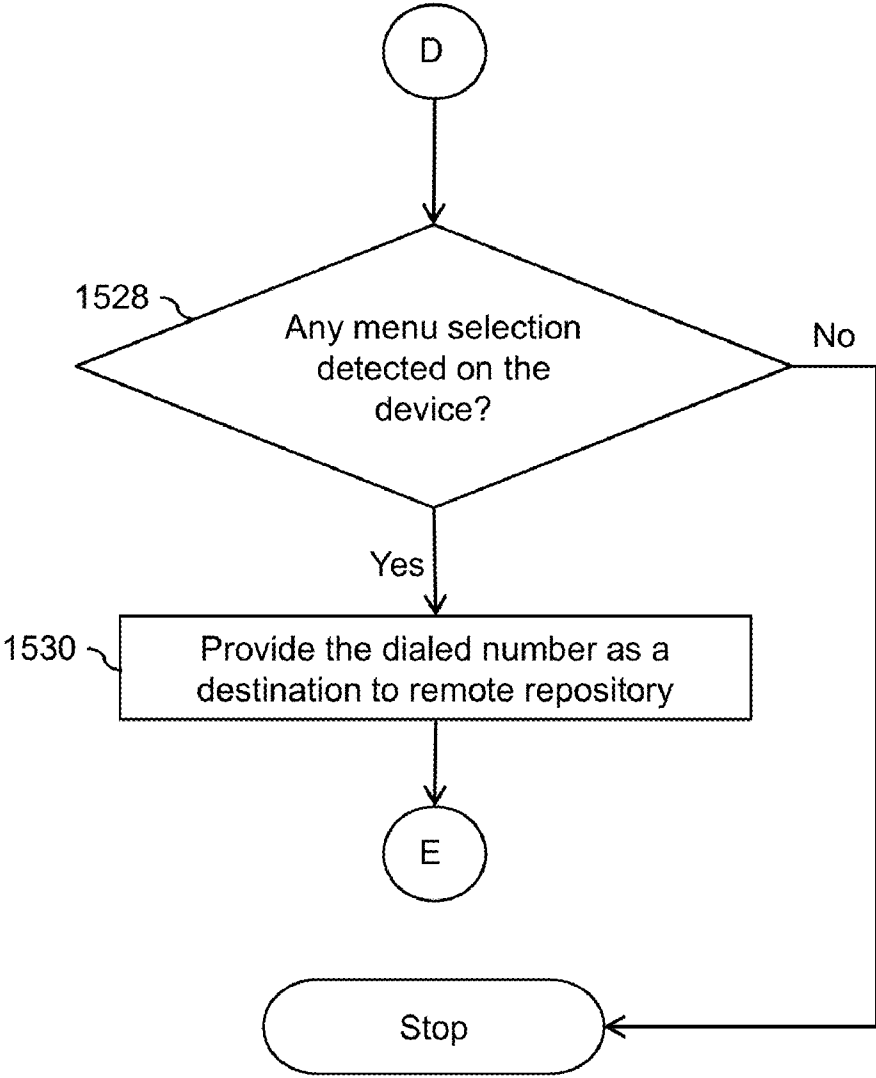 D
1528
Any menu selection
detected on the
device?
No
Yes
1530
Provide the dialed number as a
destination to remote repository
E
Stop